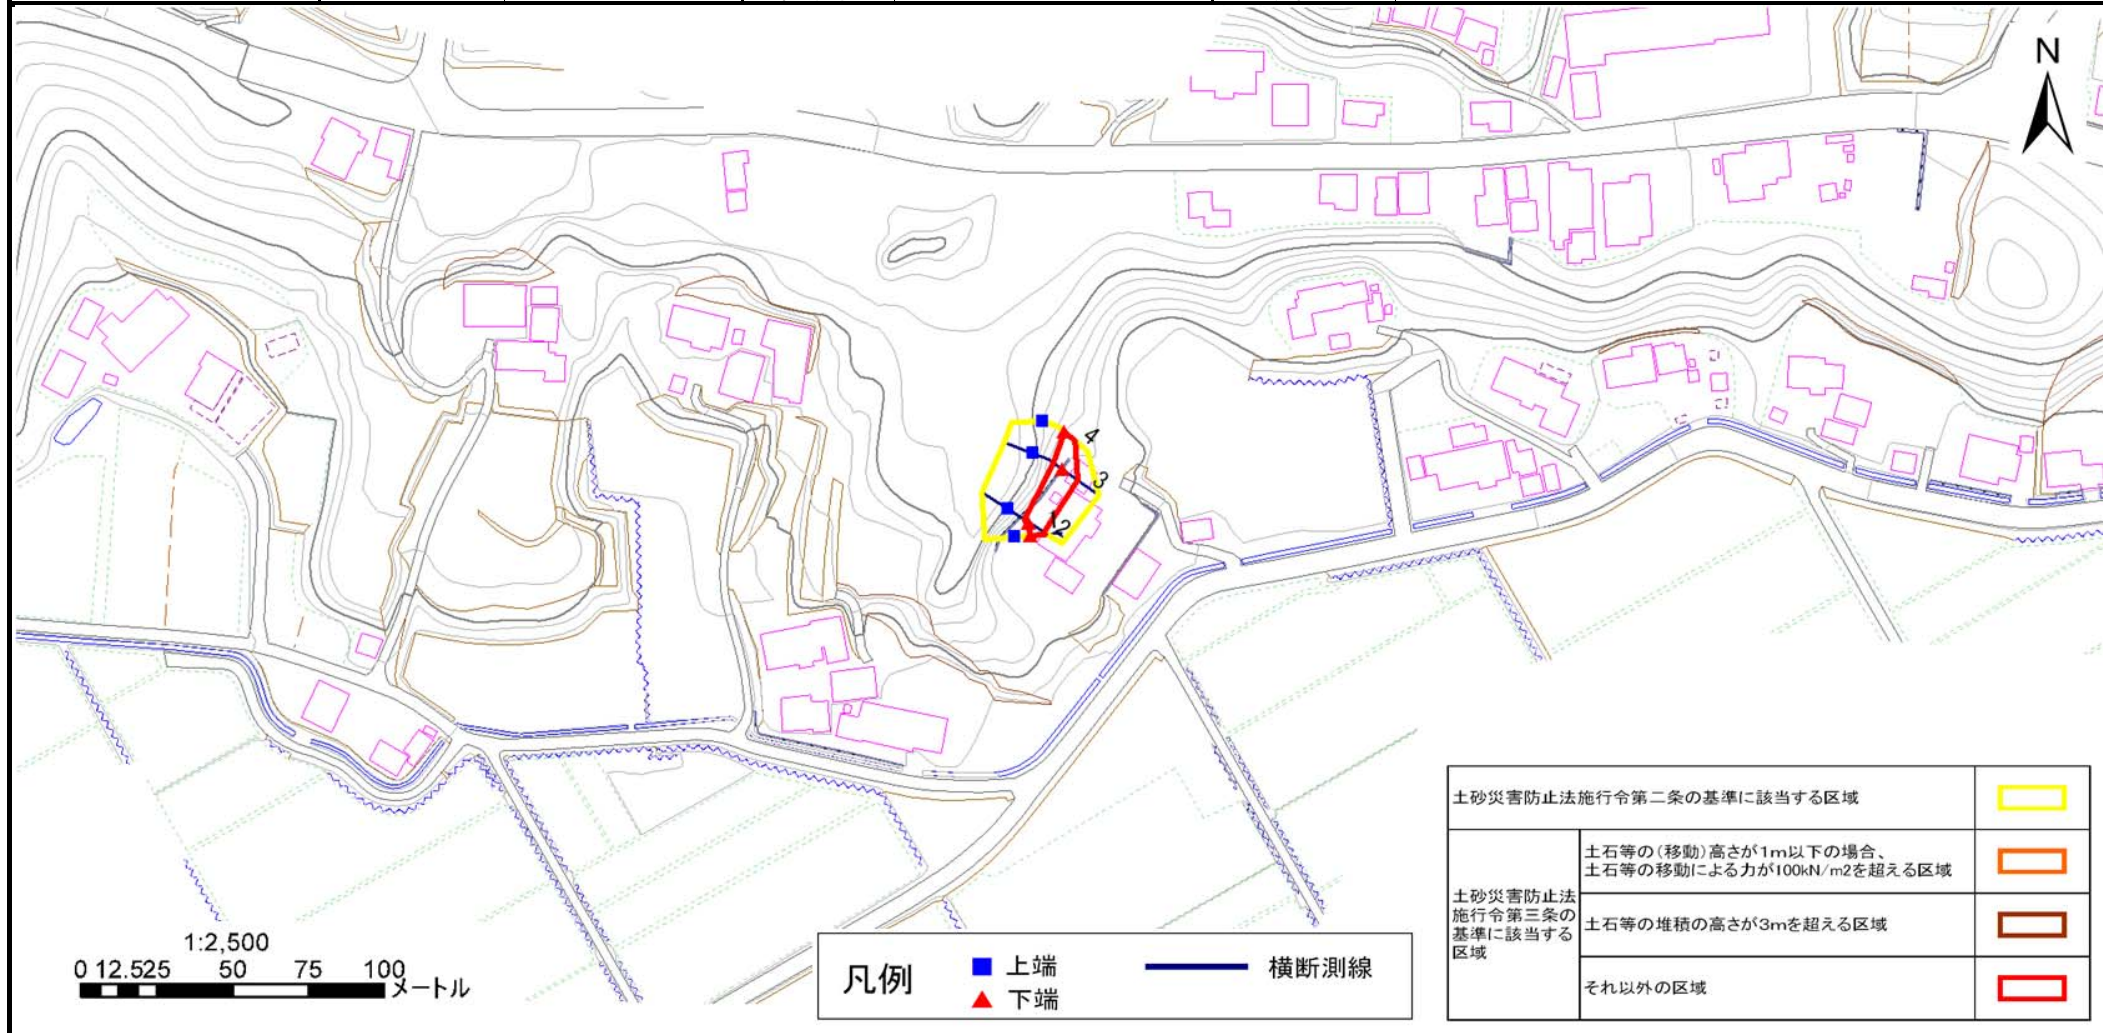 N
4
3
12
土砂災害防止法施行令第二条の基準に該当する区域
土砂災害防止法
施行令第三条の
基準に該当する
区域
土石等の(移動)高さが1m以下の場合、
土石等の移動による力が100kN/m2を超える区域
土石等の堆積の高さが3mを超える区域
それ以外の区域
1:2,500
0 12.525 50 75 100
メートル
凡例
上端
下端
横断測線